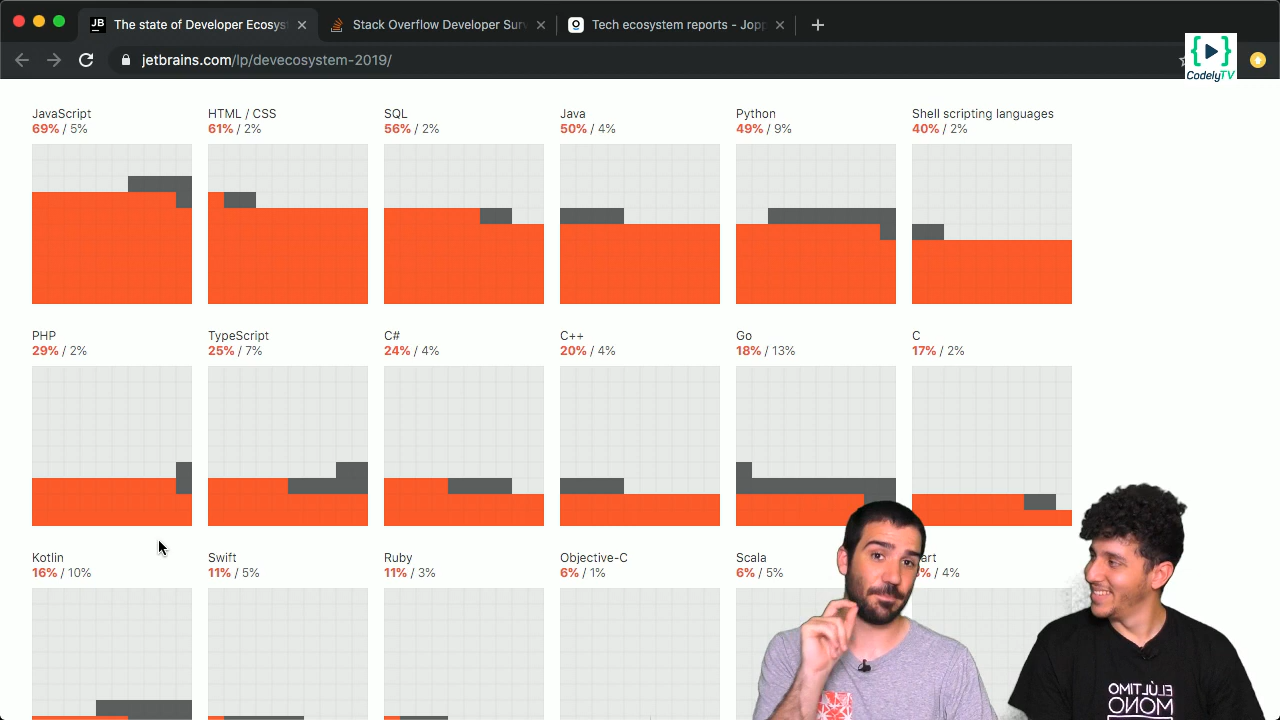 JB The state of Developer Ecosyst
Stack Overflow Developer Surv
Tech ecosystem reports - Jopp
jetbrains.com/lp/devecosystem-2019/
CodelyTV
JavaScript
69% / 5%
HTML / CSS
61% / 2%
SQL
56% / 2%
Java
50% / 4%
Python
49% / 9%
Shell scripting languages
40% / 2%
PHP
29% / 2%
TypeScript
25% / 7%
C#
24% / 4%
C++
20% / 4%
Go
18% / 13%
C
17% / 2%
Kotlin
16% / 10%
Swift
11% / 5%
Ruby
11% / 3%
Objective-C
6% / 1%
Scala
6% / 5%
/ 4%
EL ÚLTIMO
MONO